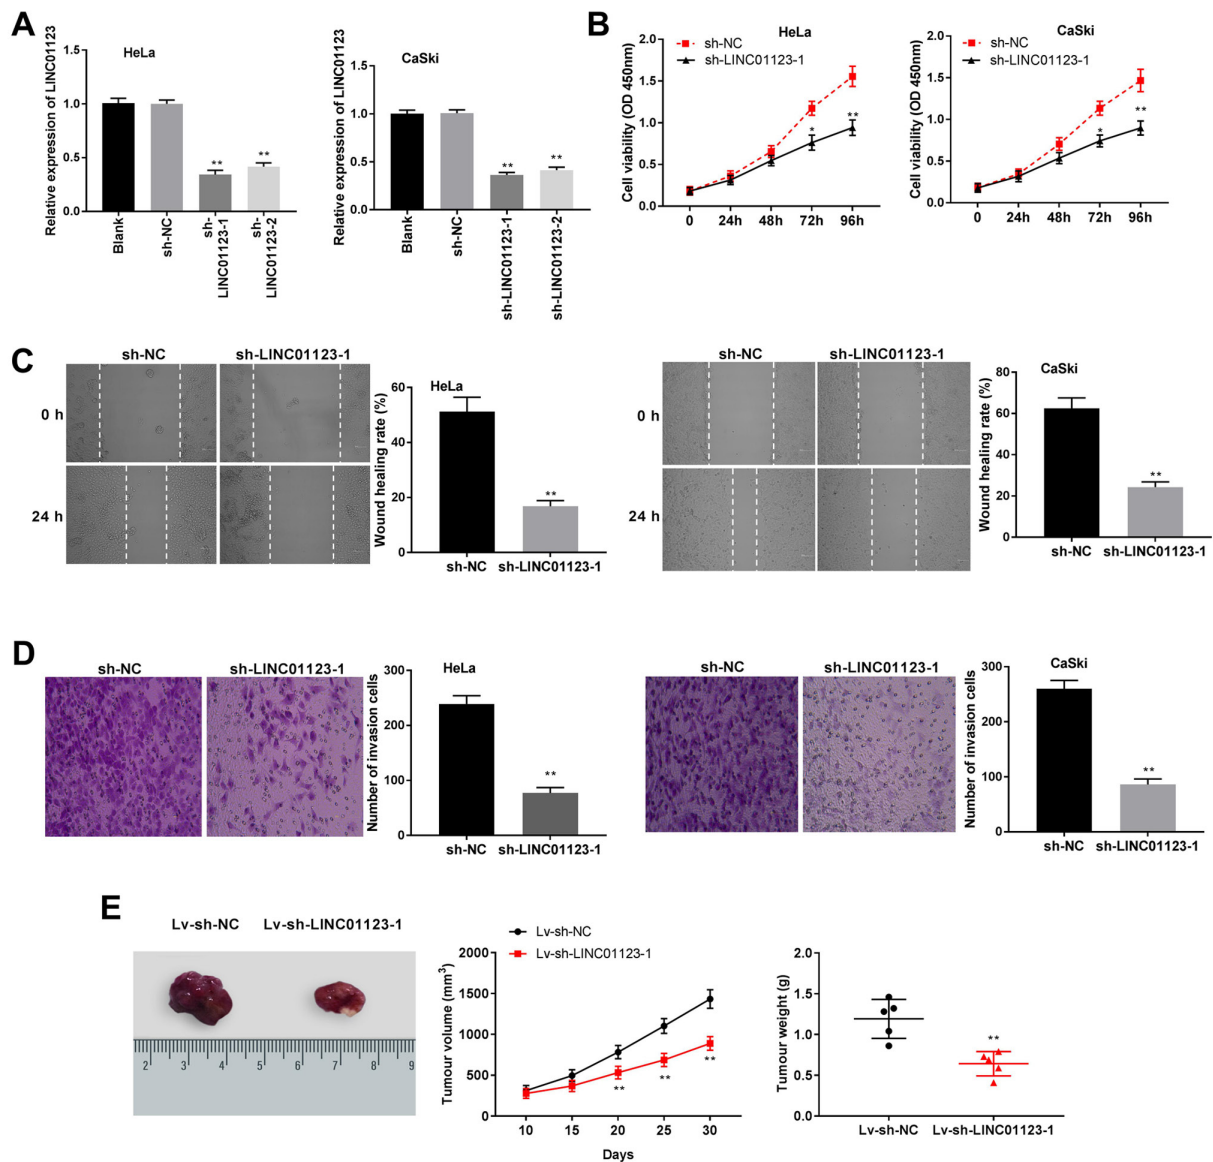 A
Relative expression of LINC01123
1.5
1.0
0.5
0.0
HeLa
**
**
Blank
sh-NC
sh-
LINC01123-1
sh-
LINC01123-2
Relative expression of LINC01123
1.5
1.0
0.5
0.0
CaSki
**
**
Blank
sh-NC
sh-LINC01123-1
sh-LINC01123-2
B
HeLa
sh-NC
sh-LINC01123-1
Cell viability (OD 450nm)
2.0
1.5
1.0
0.5
0.0
*
**
0 24h 48h 72h 96h
CaSki
sh-NC
sh-LINC01123-1
Cell viability (OD 450nm)
2.0
1.5
1.0
0.5
0.0
*
**
0 24h 48h 72h 96h
C
sh-NC sh-LINC01123-1
0 h
24 h
Wound healing rate (%)
60
40
20
0
HeLa
**
sh-NC sh-LINC01123-1
sh-NC sh-LINC01123-1
0 h
24 h
Wound healing rate (%)
80
60
40
20
0
CaSki
**
sh-NC sh-LINC01123-1
D
sh-NC sh-LINC01123-1
Number of invasion cells
300
200
100
0
HeLa
**
sh-NC sh-LINC01123-1
sh-NC sh-LINC01123-1
Number of invasion cells
300
200
100
0
CaSki
**
sh-NC sh-LINC01123-1
E
Lv-sh-NC Lv-sh-LINC01123-1
2 3 4 5 6 7 8 9
Lv-sh-NC
Lv-sh-LINC01123-1
Tumour volume (mm³)
2000
1500
1000
500
0
**
**
**
10 15 20 25 30
Days
Tumour weight (g)
2.0
1.5
1.0
0.5
0.0
**
Lv-sh-NC Lv-sh-LINC01123-1